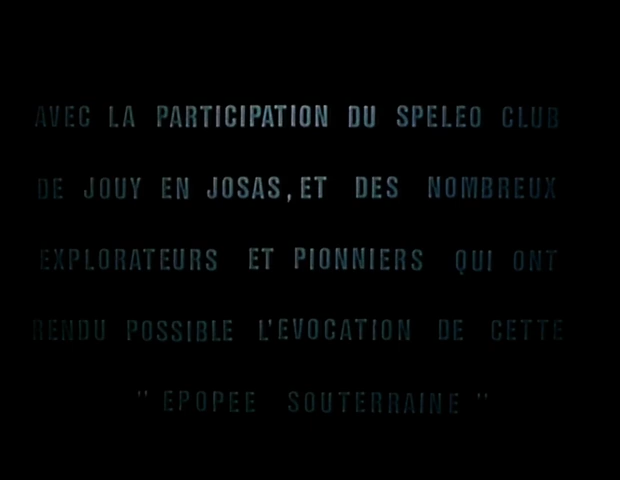 AVEC LA PARTICIPATION DU SPELEO CLUB
DE JOUY EN JOSAS, ET DES NOMBREUX
EXPLORATEURS ET PIONNIERS QUI ONT
RENDU POSSIBLE L'EVOCATION DE CETTE
" EPOPEE SOUTERRAINE "